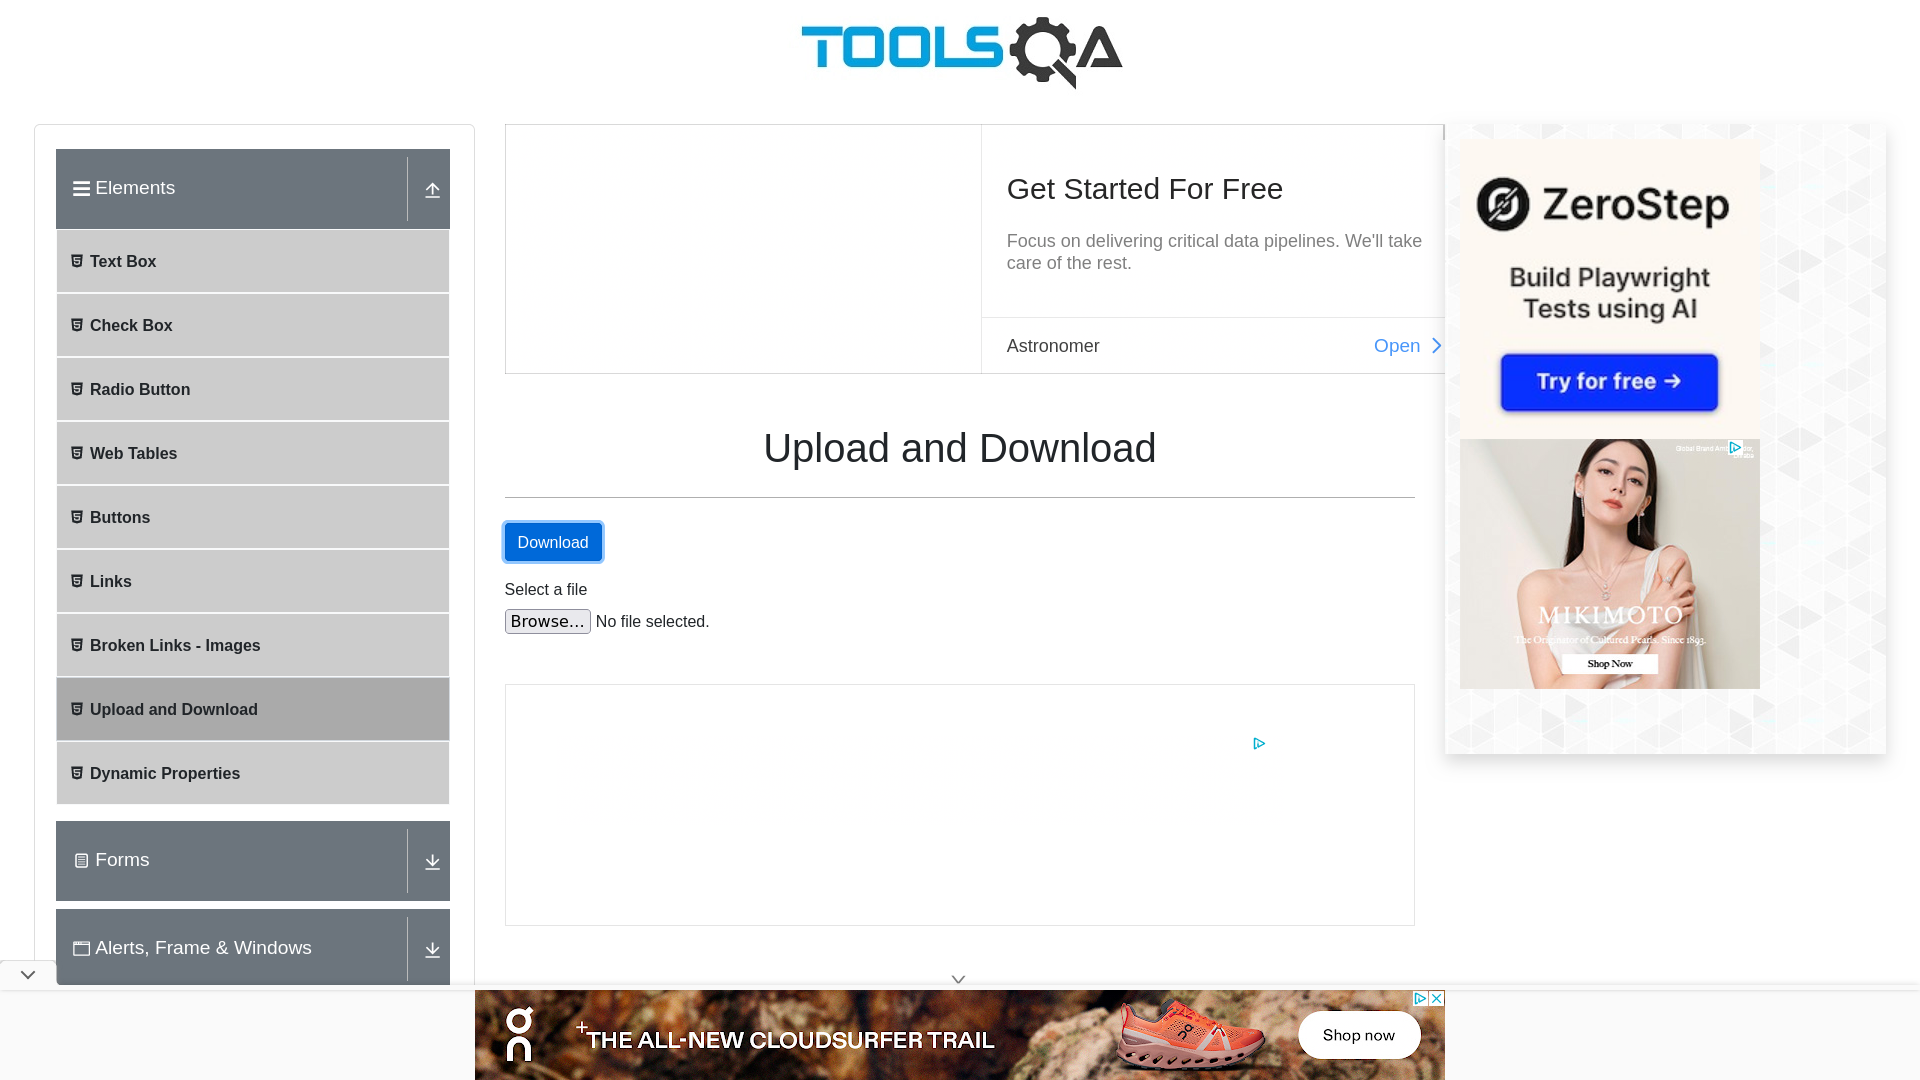 TOOLSQA
Elements
Text Box
Check Box
Radio Button
Web Tables
Buttons
Links
Broken Links - Images
Upload and Download
Dynamic Properties
Forms
Alerts, Frame & Windows
Get Started For Free
Focus on delivering critical data pipelines. We'll take
care of the rest.
Astronomer
Open
Upload and Download
Download
Select a file
Browse... No file selected.
ZeroStep
Build Playwright
Tests using AI
Try for free →
MIKIMOTO
The Originator of Cultured Pearls. Since 1893.
Shop Now
on
THE ALL-NEW CLOUDSURFER TRAIL
Shop now